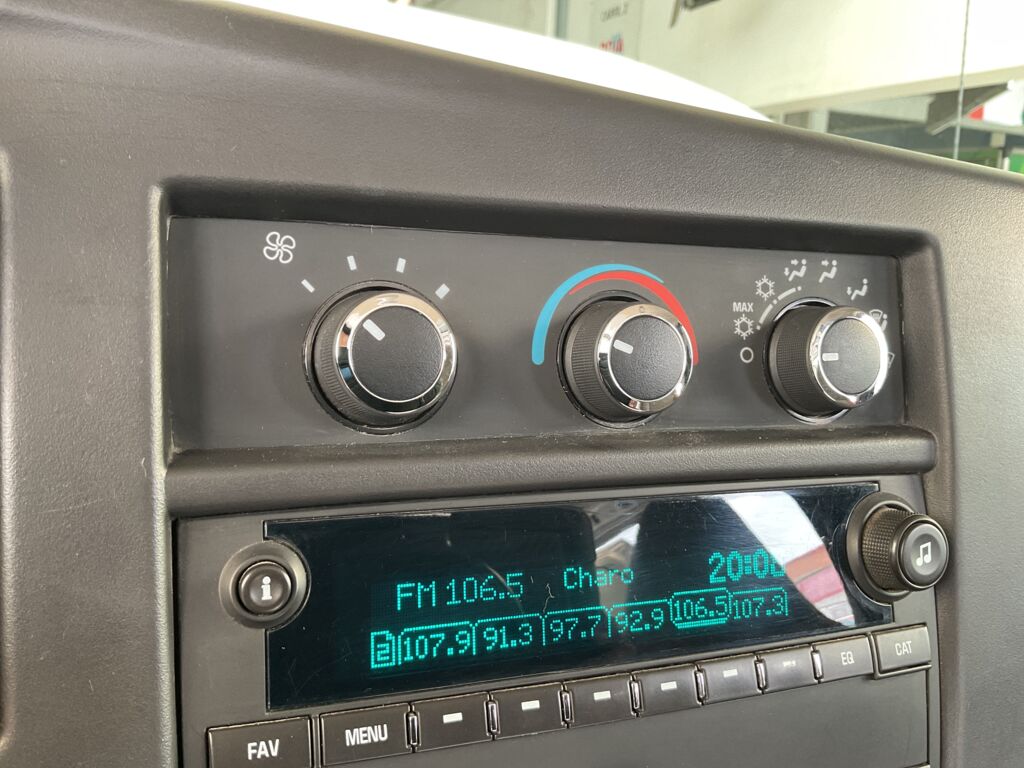 MAX
FM 106.5 Charo
2 107.9 91.3 97.7 92.9 106.5 107.3
i
FAV MENU EQ CAT